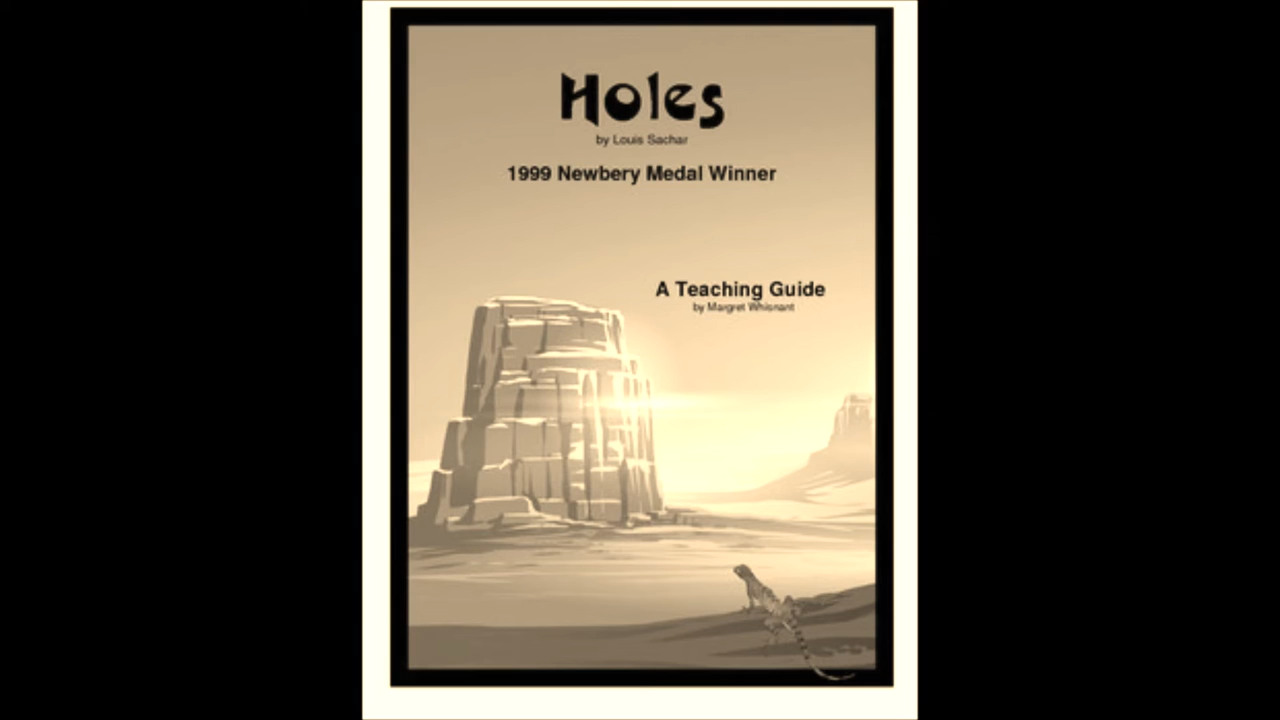 Holes
by Louis Sachar
1999 Newbery Medal Winner
A Teaching Guide
by Margret Whisnant